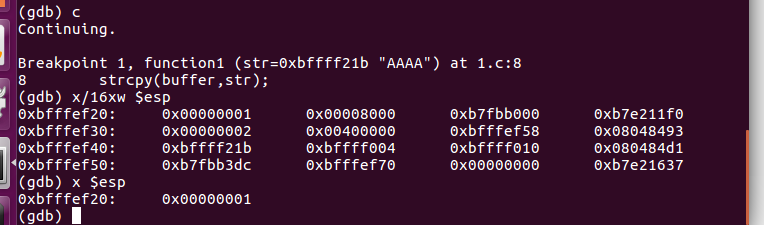 (gdb) c
Continuing.

Breakpoint 1, function1 (str=0xbffff21b "AAAA") at 1.c:8
8	strcpy(buffer,str);
(gdb) x/16xw $esp
0xbfffef20:	0x00000001	0x00008000	0xb7fbb000	0xb7e211f0
0xbfffef30:	0x00000002	0x00400000	0xbfffef58	0x08048493
0xbfffef40:	0xbffff21b	0xbffff004	0xbffff010	0x080484d1
0xbfffef50:	0xb7fbb3dc	0xbfffef70	0x00000000	0xb7e21637
(gdb) x $esp
0xbfffef20:	0x00000001
(gdb)